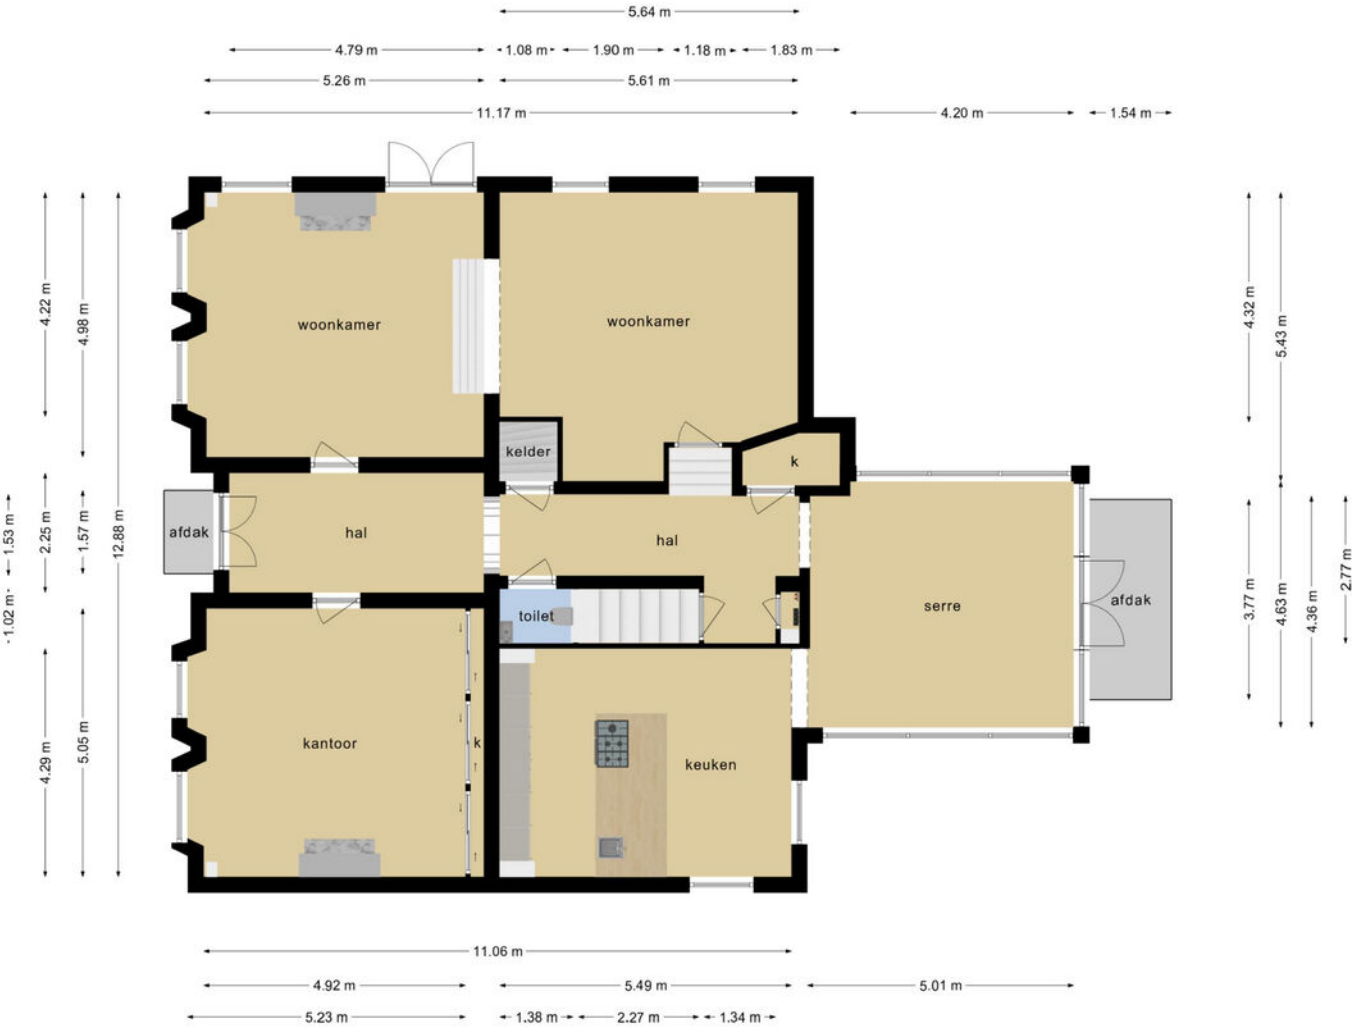 5.64 m
4.79 m
1.08 m
1.90 m
1.18 m
1.83 m
5.26 m
5.61 m
11.17 m
4.20 m
1.54 m
woonkamer
woonkamer
kelder
k
afdak
hal
hal
toilet
serre
afdak
kantoor
k
keuken
4.22 m
4.98 m
12.88 m
1.53 m
2.25 m
1.57 m
1.02 m
4.29 m
5.05 m
4.32 m
5.43 m
3.77 m
4.63 m
4.36 m
2.77 m
11.06 m
4.92 m
5.49 m
5.01 m
5.23 m
1.38 m
2.27 m
1.34 m